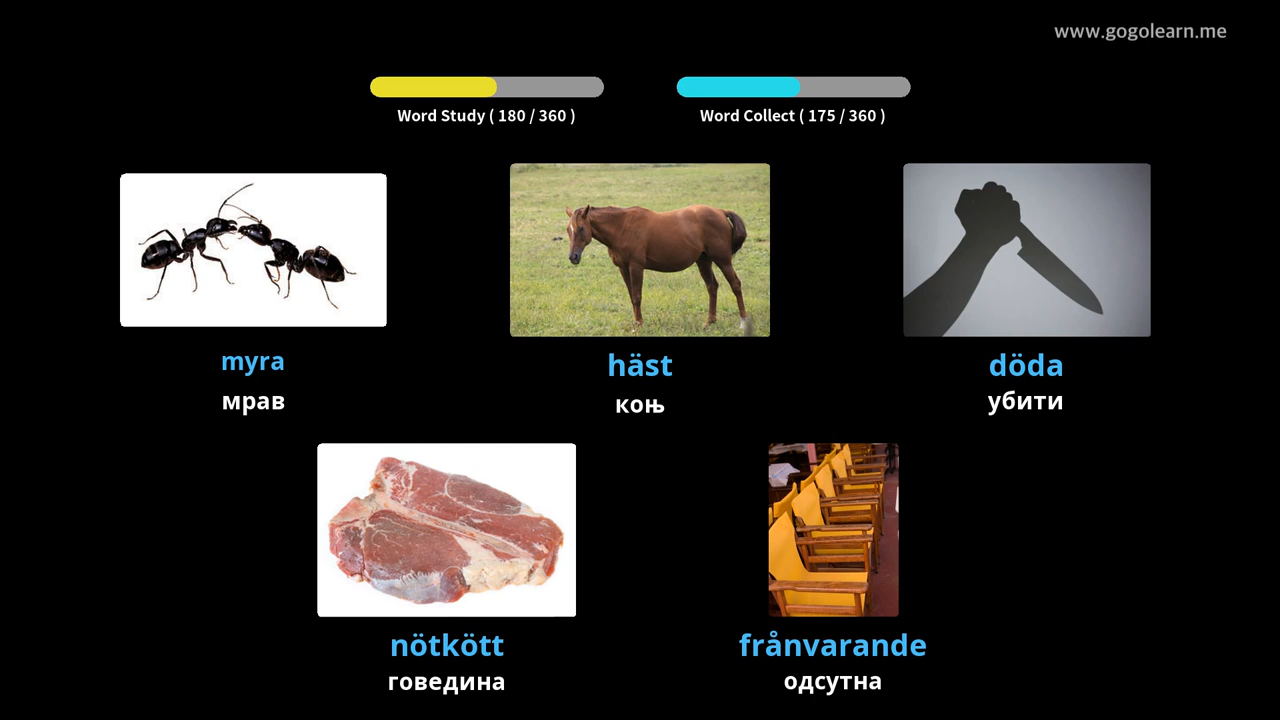 www.gogolearn.me
Word Study ( 180 / 360 )
Word Collect ( 175 / 360 )
myra
мрав
häst
коњ
döda
убити
nötkött
говедина
frånvarande
одсутна